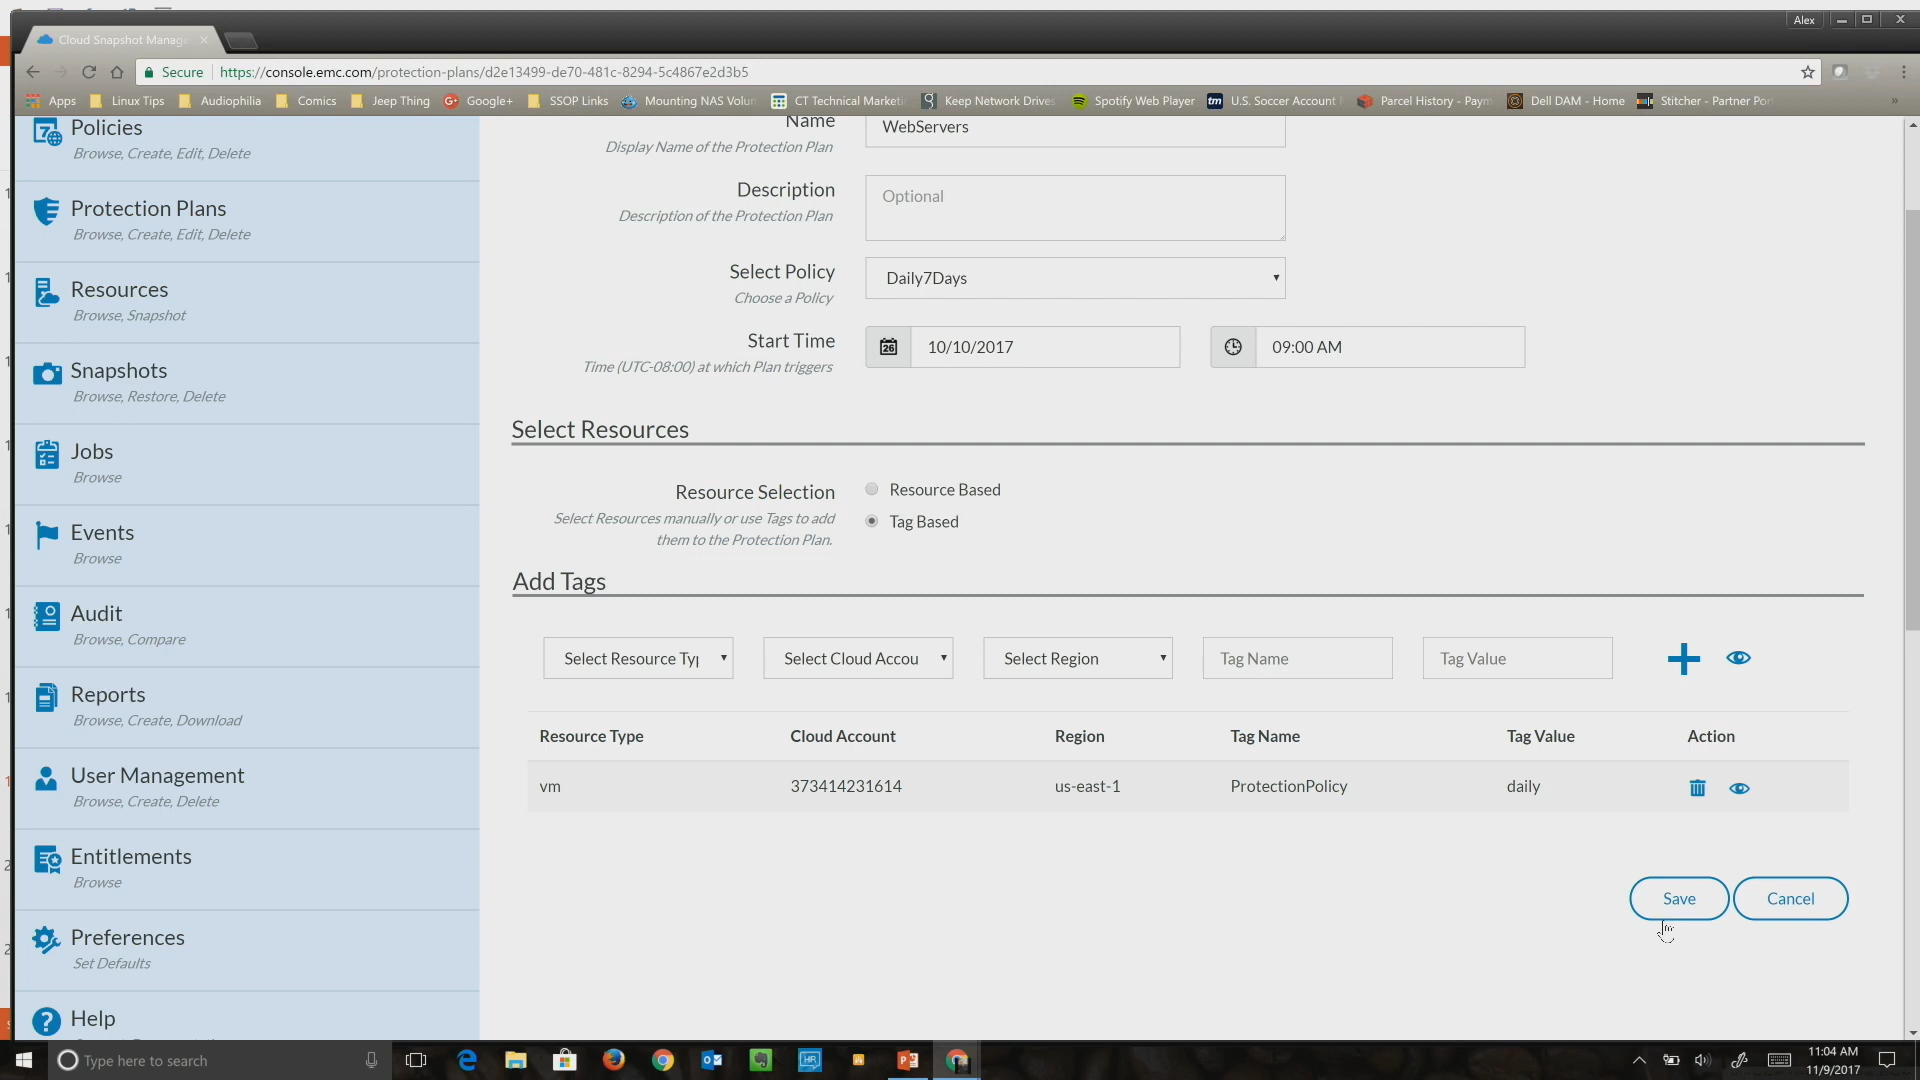 Alex
Cloud Snapshot Manage
Secure
https://console.emc.com/protection-plans/d2e13499-de70-481c-8294-5c4867e2d3b5
Apps
Linux Tips
Audiophilia
Comics
Jeep Thing
Google+
SSOP Links
Mounting NAS Volun
CT Technical Marketi
Keep Network Drives
Spotify Web Player
U.S. Soccer Account
Parcel History - Paym
Dell DAM - Home
Stitcher - Partner Por
Policies
Browse, Create, Edit, Delete
Protection Plans
Browse, Create, Edit, Delete
Resources
Browse, Snapshot
Snapshots
Browse, Restore, Delete
Jobs
Browse
Events
Browse
Audit
Browse, Compare
Reports
Browse, Create, Download
User Management
Browse, Create, Delete
Entitlements
Browse
Preferences
Set Defaults
Help
Name
Display Name of the Protection Plan
WebServers
Description
Description of the Protection Plan
Optional
Select Policy
Choose a Policy
Daily7Days
Start Time
Time (UTC-08:00) at which Plan triggers
26
10/10/2017
09:00 AM
Select Resources
Resource Selection
Select Resources manually or use Tags to add
them to the Protection Plan.
Resource Based
Tag Based
Add Tags
Select Resource Typ
Select Cloud Accou
Select Region
Tag Name
Tag Value
Resource Type
Cloud Account
Region
Tag Name
Tag Value
Action
vm
373414231614
us-east-1
ProtectionPolicy
daily
Save
Cancel
Type here to search
11:04 AM
11/9/2017